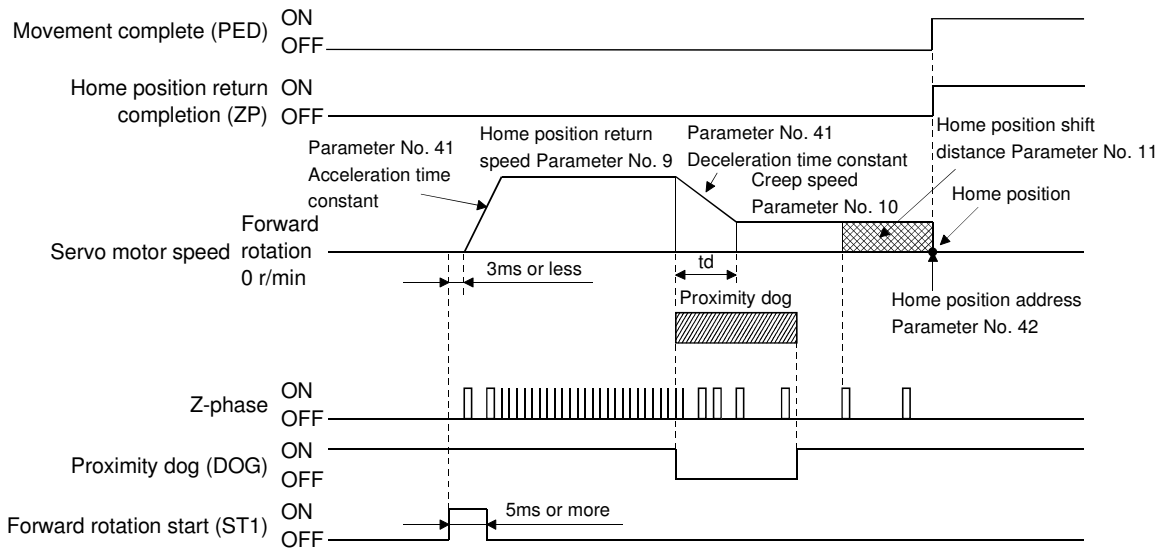 Movement complete (PED)
ON
OFF
Home position return
completion (ZP)
ON
OFF
Parameter No. 41
Acceleration time
constant
Home position return
speed Parameter No. 9
Parameter No. 41
Deceleration time constant
Creep speed
Parameter No. 10
Home position shift
distance Parameter No. 11
Home position
Servo motor speed
Forward
rotation
0 r/min
3ms or less
td
Proximity dog
Home position address
Parameter No. 42
Z-phase
ON
OFF
Proximity dog (DOG)
ON
OFF
Forward rotation start (ST1)
ON
OFF
5ms or more